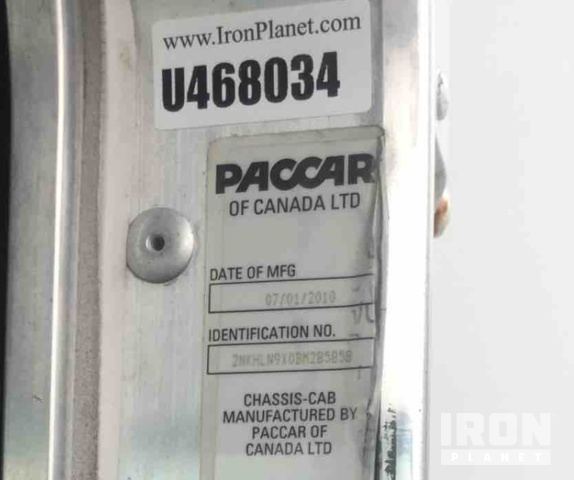 www.IronPlanet.com
U468034
PACCAR
OF CANADA LTD
DATE OF MFG
07/01/2010
IDENTIFICATION NO.
2NKHLN9X0BM285858
CHASSIS-CAB
MANUFACTURED BY
PACCAR OF
CANADA LTD
IRON
PLANET